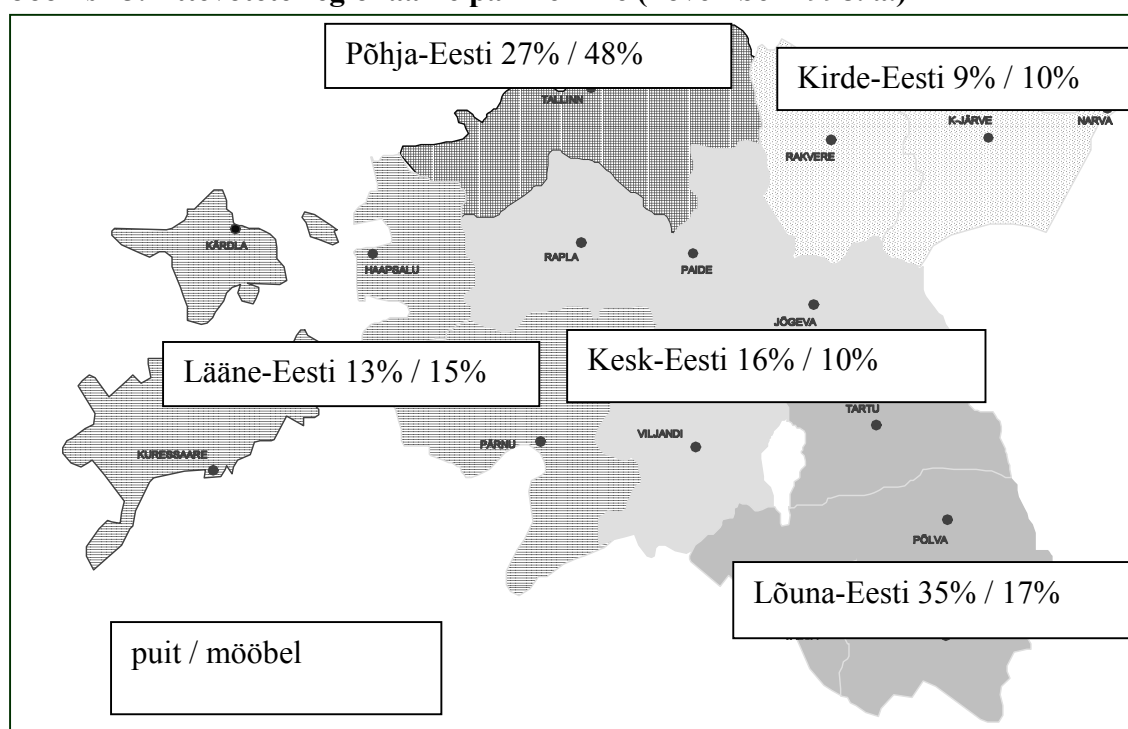 Põhja-Eesti 27% / 48%
Kirde-Eesti 9% / 10%
TALLINN
K-JÄRVE
NARVA
RAKVERE
KÄRDLA
HAAPSALU
RAPLA
PAIDE
JÕGEVA
Lääne-Eesti 13% / 15%
Kesk-Eesti 16% / 10%
TARTU
KURESSAARE
PÄRNU
VILJANDI
PÕLVA
Lõuna-Eesti 35% / 17%
puit / mööbel